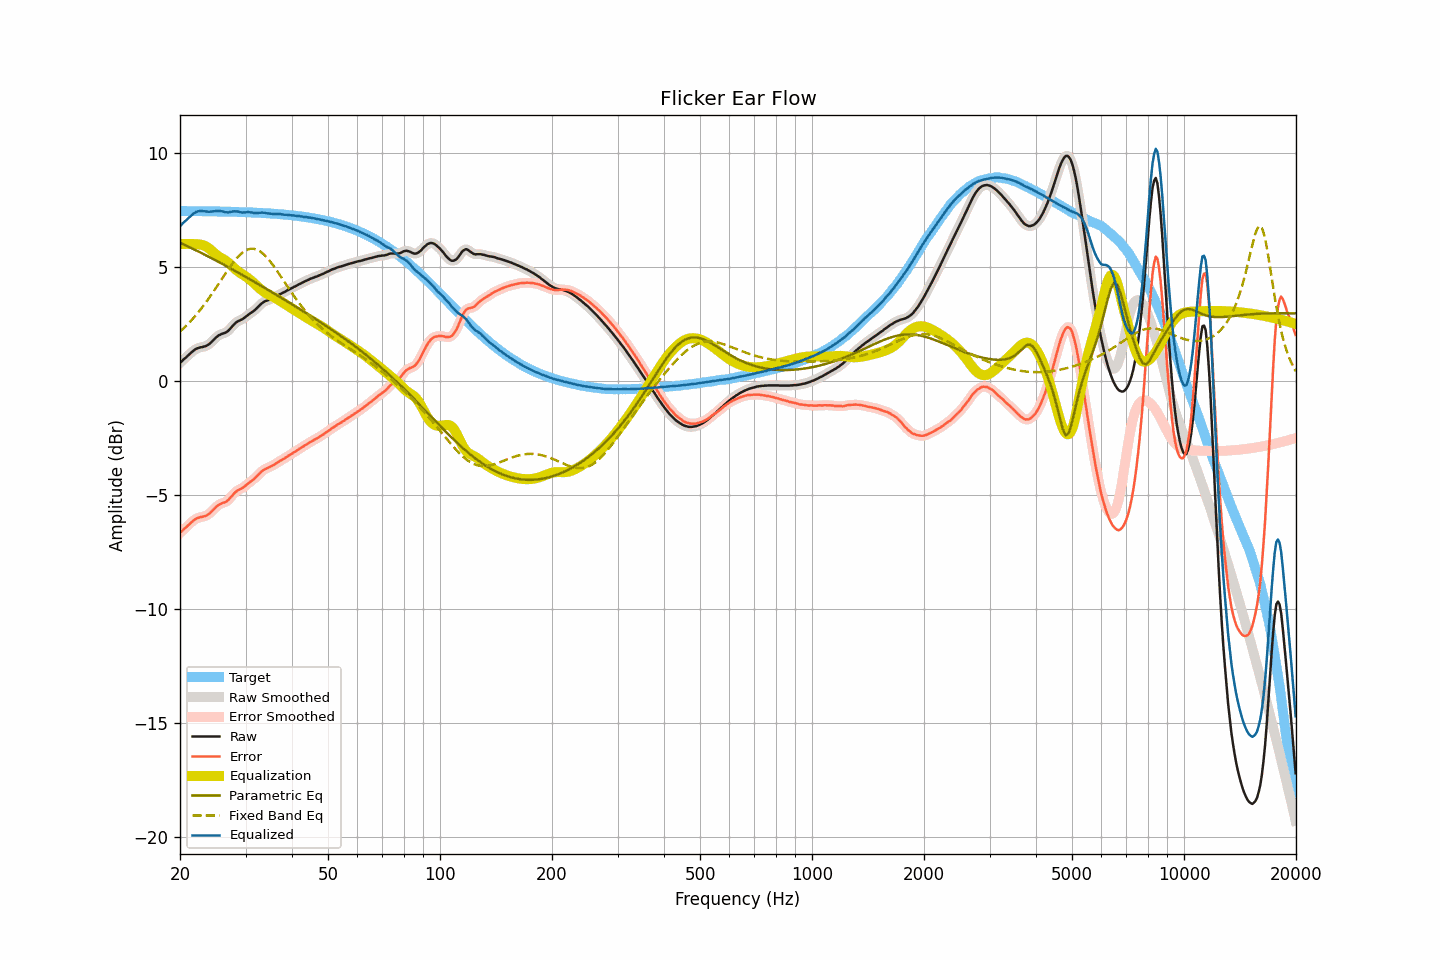 Flicker Ear Flow
Amplitude (dBr)
10
5
0
−5
−10
−15
−20
Target
Raw Smoothed
Error Smoothed
Raw
Error
Equalization
Parametric Eq
Fixed Band Eq
Equalized
20 50 100 200 500 1000 2000 5000 10000 20000
Frequency (Hz)